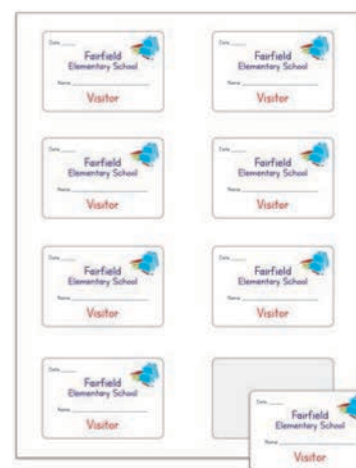 Date
Fairfield
Elementary School
Name
Visitor
Date
Fairfield
Elementary School
Name
Visitor
Date
Fairfield
Elementary School
Name
Visitor
Date
Fairfield
Elementary School
Name
Visitor
Date
Fairfield
Elementary School
Name
Visitor
Date
Fairfield
Elementary School
Name
Visitor
Date
Fairfield
Elementary School
Name
Visitor
Date
Fairfield
Elementary School
Name
Visitor